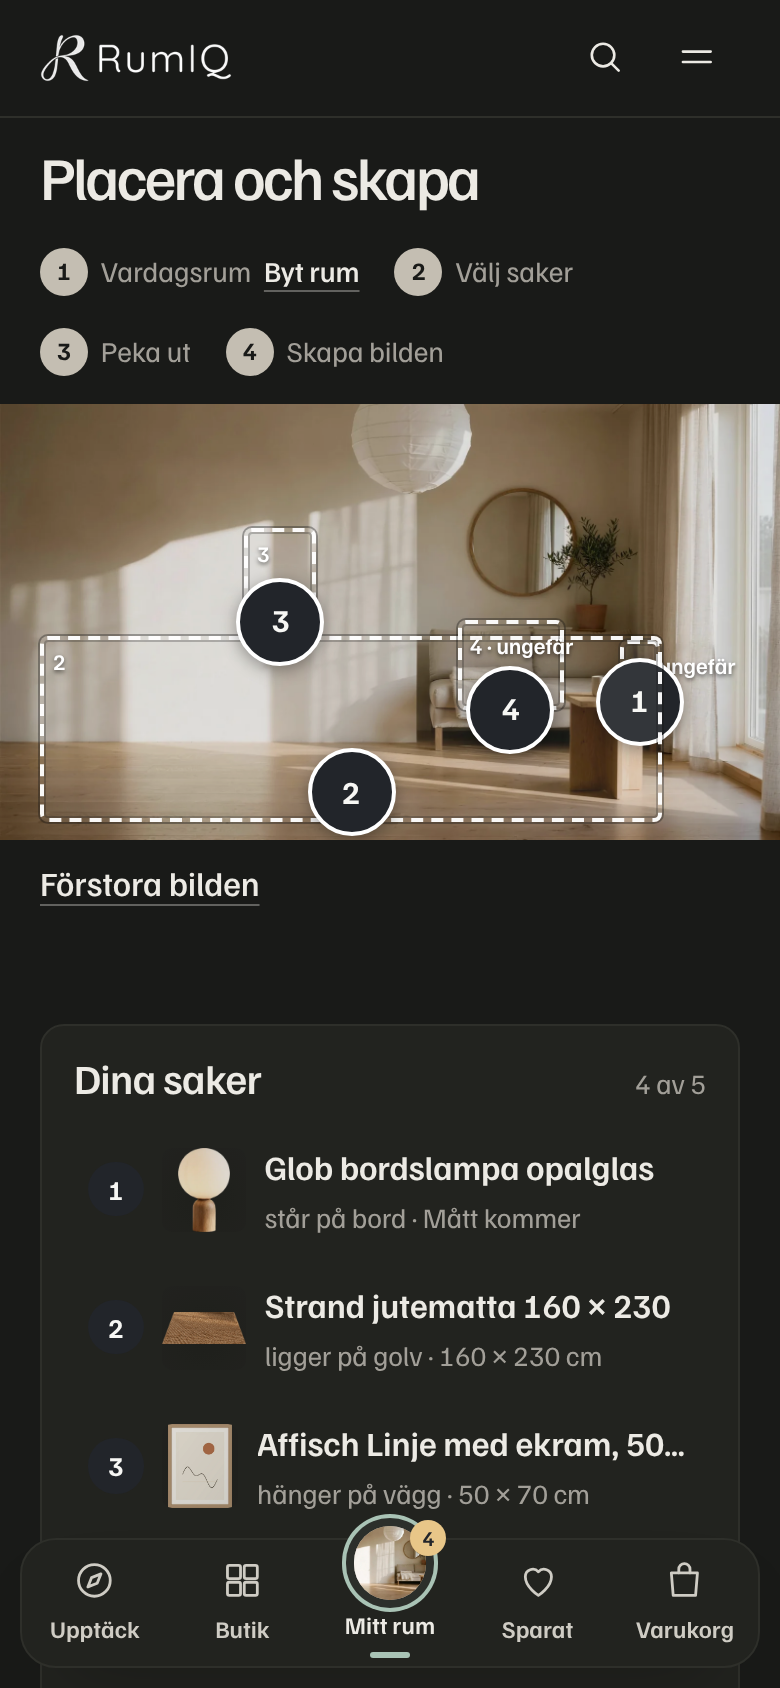 RumIQ
Placera och skapa
1 Vardagsrum Byt rum 2 Välj saker
3 Peka ut 4 Skapa bilden
3
3
2
4 · ungefär
ungefär
4
1
2
Förstora bilden
Dina saker 4 av 5
1 Glob bordslampa opalglas
står på bord · Mått kommer
2 Strand jutematta 160 × 230
ligger på golv · 160 × 230 cm
3 Affisch Linje med ekram, 50...
hänger på vägg · 50 × 70 cm
4
Upptäck Butik Mitt rum Sparat Varukorg